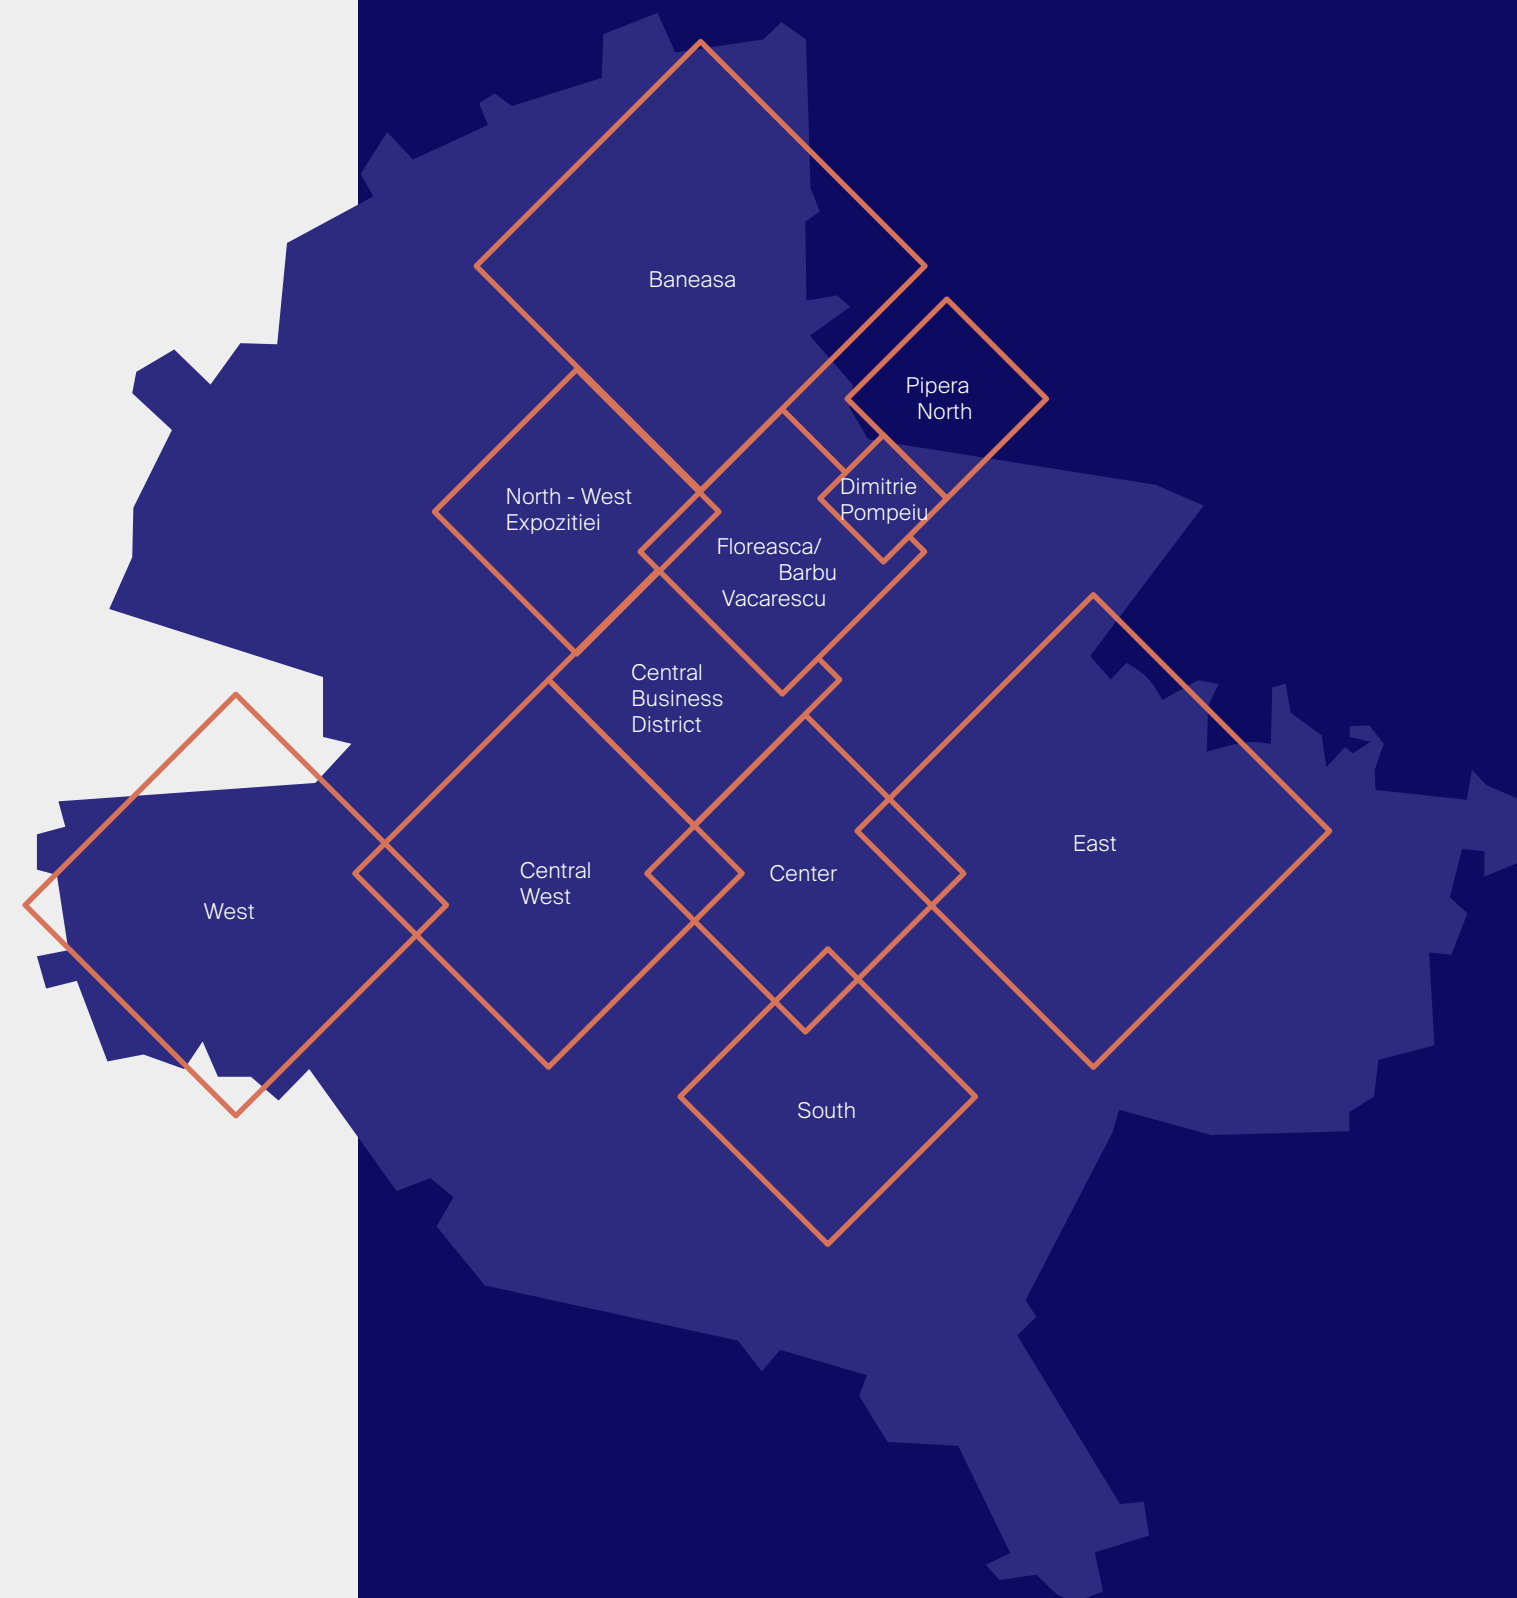 Baneasa
Pipera
North
North - West
Expozitiei
Dimitrie
Pompeiu
Floreasca/
Barbu
Vacarescu
Central
Business
District
East
Central
West
Center
West
South